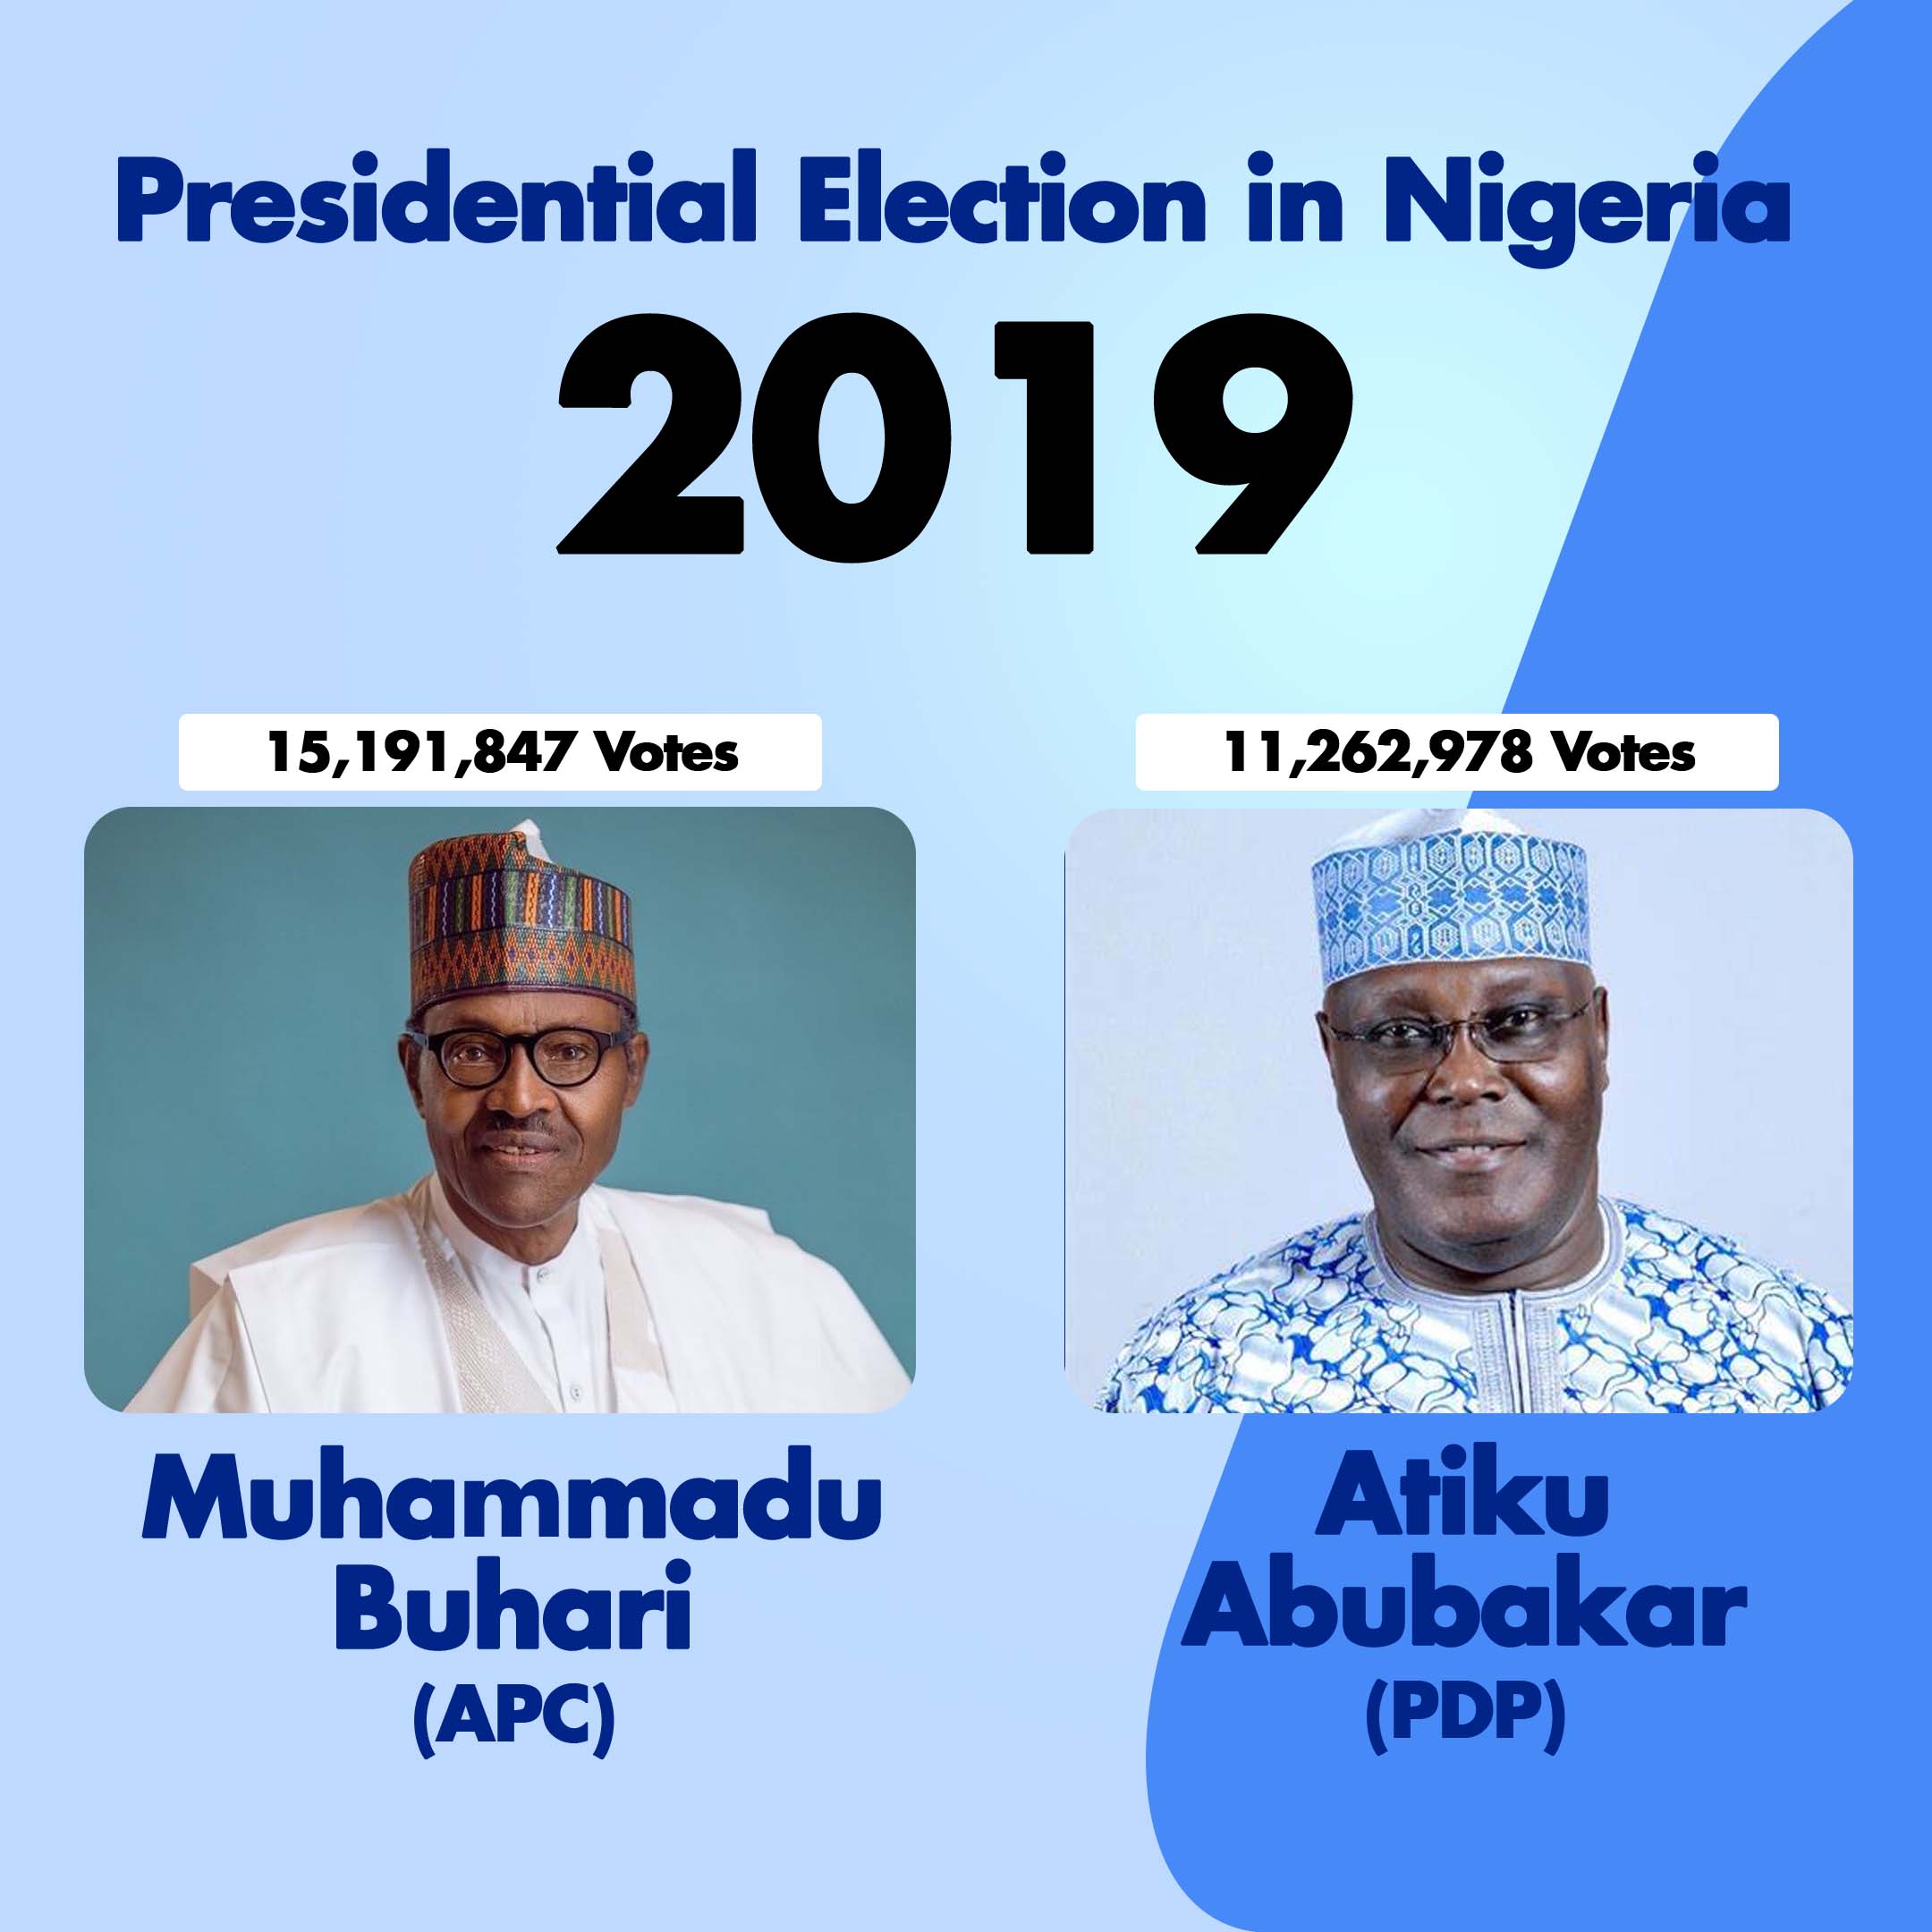 Presidential Election in Nigeria
2019
15,191,847 Votes
11,262,978 Votes
Muhammadu
Buhari
(APC)
Atiku
Abubakar
(PDP)